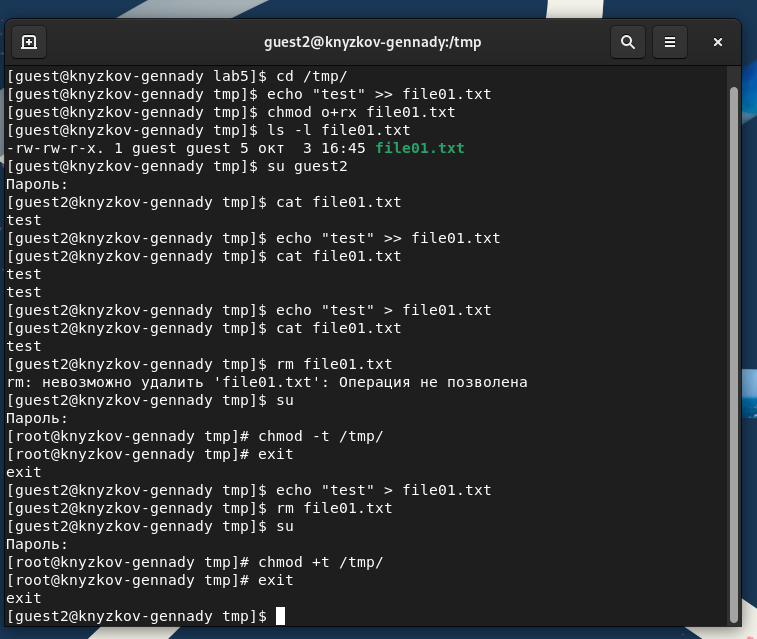 guest2@knyzkov-gennady:/tmp
[guest@knyzkov-gennady lab5]$ cd /tmp/
[guest@knyzkov-gennady tmp]$ echo "test" >> file01.txt
[guest@knyzkov-gennady tmp]$ chmod o+rx file01.txt
[guest@knyzkov-gennady tmp]$ ls -l file01.txt
-rw-rw-r-x. 1 guest guest 5 окт  3 16:45 file01.txt
[guest@knyzkov-gennady tmp]$ su guest2
Пароль:
[guest2@knyzkov-gennady tmp]$ cat file01.txt
test
[guest2@knyzkov-gennady tmp]$ echo "test" >> file01.txt
[guest2@knyzkov-gennady tmp]$ cat file01.txt
test
test
[guest2@knyzkov-gennady tmp]$ echo "test" > file01.txt
[guest2@knyzkov-gennady tmp]$ cat file01.txt
test
[guest2@knyzkov-gennady tmp]$ rm file01.txt
rm: невозможно удалить 'file01.txt': Операция не позволена
[guest2@knyzkov-gennady tmp]$ su
Пароль:
[root@knyzkov-gennady tmp]# chmod -t /tmp/
[root@knyzkov-gennady tmp]# exit
exit
[guest2@knyzkov-gennady tmp]$ echo "test" > file01.txt
[guest2@knyzkov-gennady tmp]$ rm file01.txt
[guest2@knyzkov-gennady tmp]$ su
Пароль:
[root@knyzkov-gennady tmp]# chmod +t /tmp/
[root@knyzkov-gennady tmp]# exit
exit
[guest2@knyzkov-gennady tmp]$